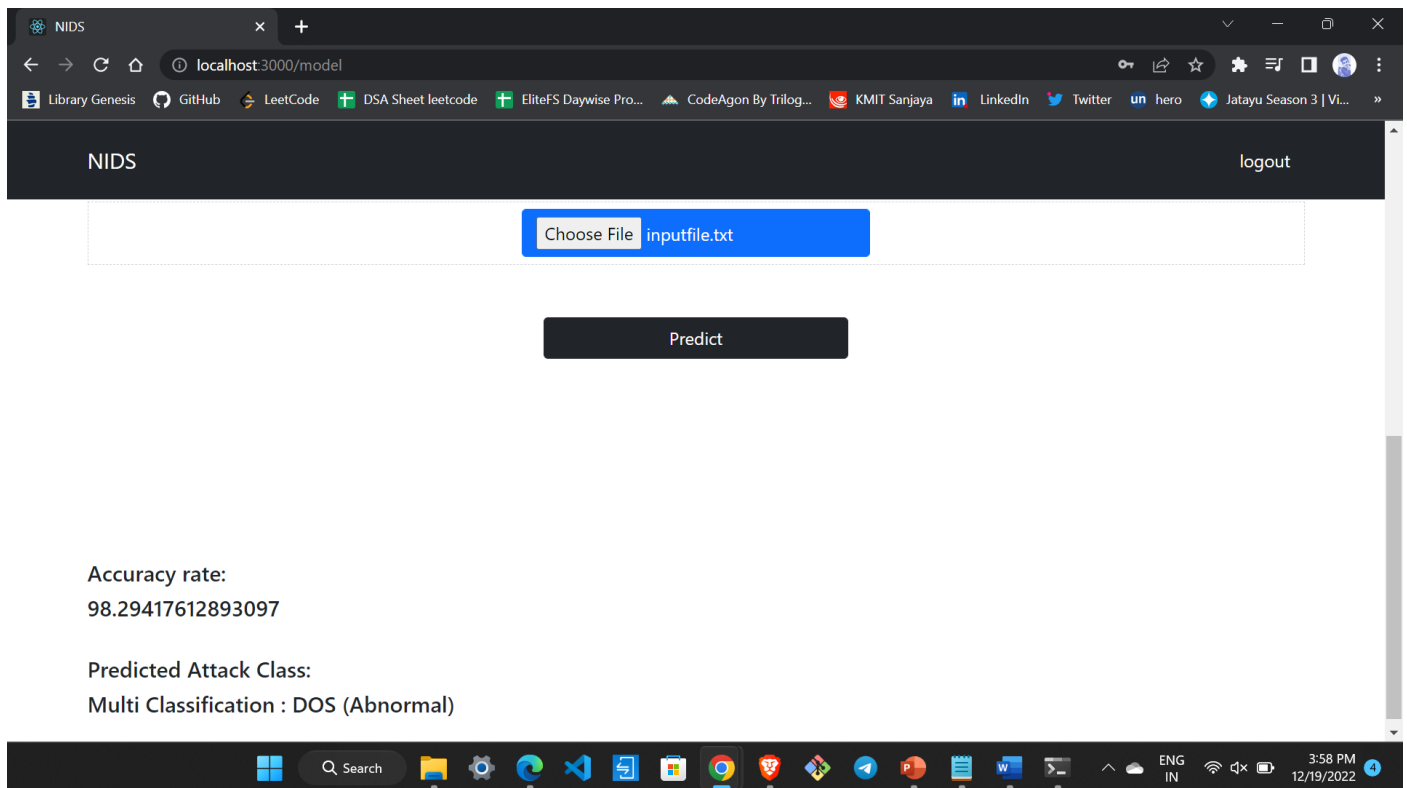 NIDS
localhost:3000/model
Library Genesis GitHub LeetCode DSA Sheet leetcode EliteFS Daywise Pro... CodeAgon By Trilog... KMIT Sanjaya LinkedIn Twitter hero Jatayu Season 3 | Vi... »
NIDS logout
Choose File inputfile.txt
Predict
Accuracy rate:
98.29417612893097
Predicted Attack Class:
Multi Classification : DOS (Abnormal)
Search ENG IN 3:58 PM 12/19/2022 4